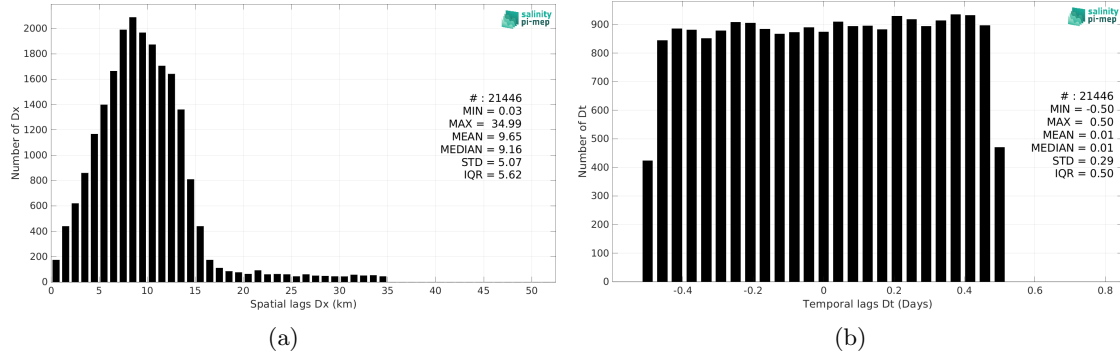 salinity
pi-mep
2000
1800
1600
1400
1200
1000
800
600
400
200
0
Number of Dx
# : 21446
MIN = 0.03
MAX = 34.99
MEAN = 9.65
MEDIAN = 9.16
STD = 5.07
IQR = 5.62
0 5 10 15 20 25 30 35 40 45 50
Spatial lags Dx (km)
(a)
salinity
pi-mep
900
800
700
600
500
400
300
200
100
0
Number of Dt
# : 21446
MIN = -0.50
MAX = 0.50
MEAN = 0.01
MEDIAN = 0.01
STD = 0.29
IQR = 0.50
-0.4 -0.2 0 0.2 0.4 0.6 0.8
Temporal lags Dt (Days)
(b)